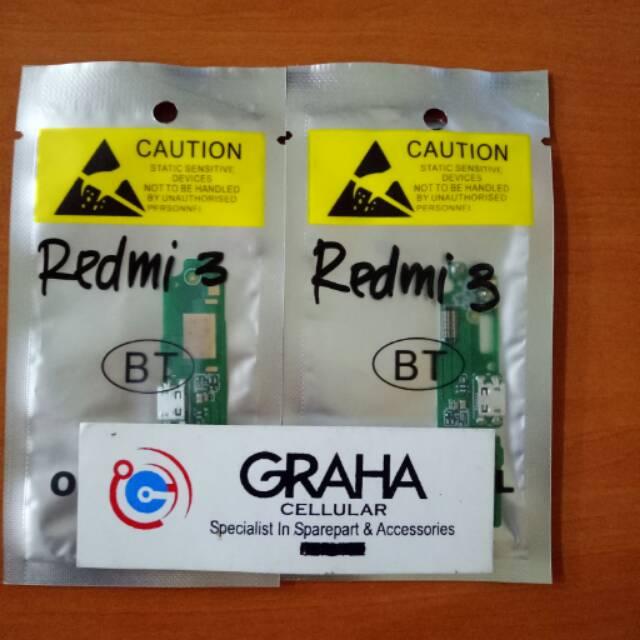 CAUTION
STATIC SENSITIVE
DEVICES
NOT TO BE HANDLED
BY UNAUTHORISED
PERSONNEL
Redmi 3
BT
O
CAUTION
STATIC SENSITIVE
DEVICES
NOT TO BE HANDLED
BY UNAUTHORISED
PERSONNEL
Redmi 3
BT
L
GRAHA
CELLULAR
Specialist In Sparepart & Accessories